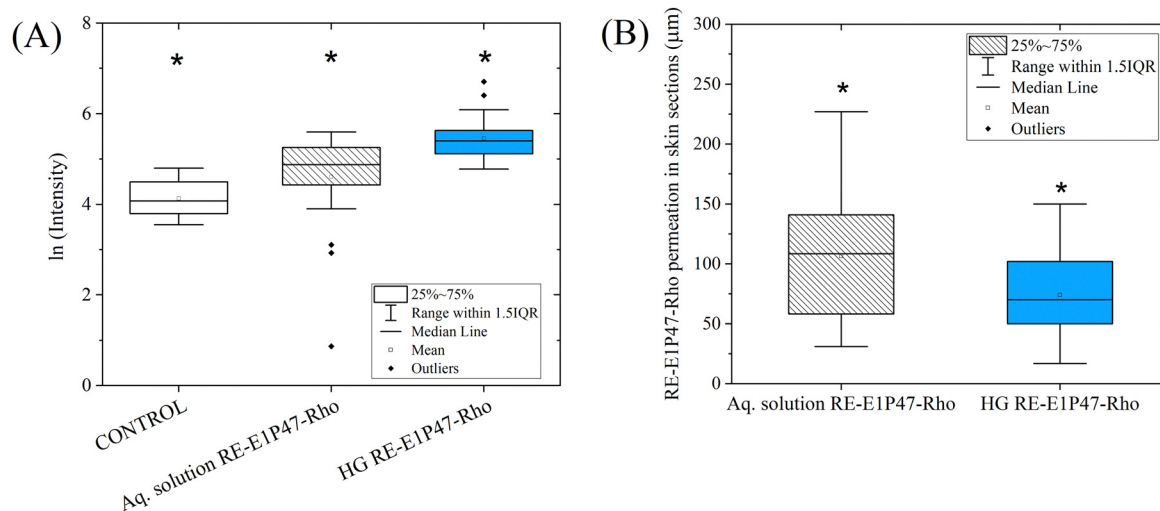 (A)
ln (Intensity)
8
6
4
2
0
*
*
*
25%~75%
Range within 1.5IQR
Median Line
Mean
Outliers
CONTROL
Aq. solution RE-E1P47-Rho
HG RE-E1P47-Rho
(B)
RE-E1P47-Rho permeation in skin sections (μm)
300
250
200
150
100
50
0
*
*
25%~75%
Range within 1.5IQR
Median Line
Mean
Outliers
Aq. solution RE-E1P47-Rho
HG RE-E1P47-Rho